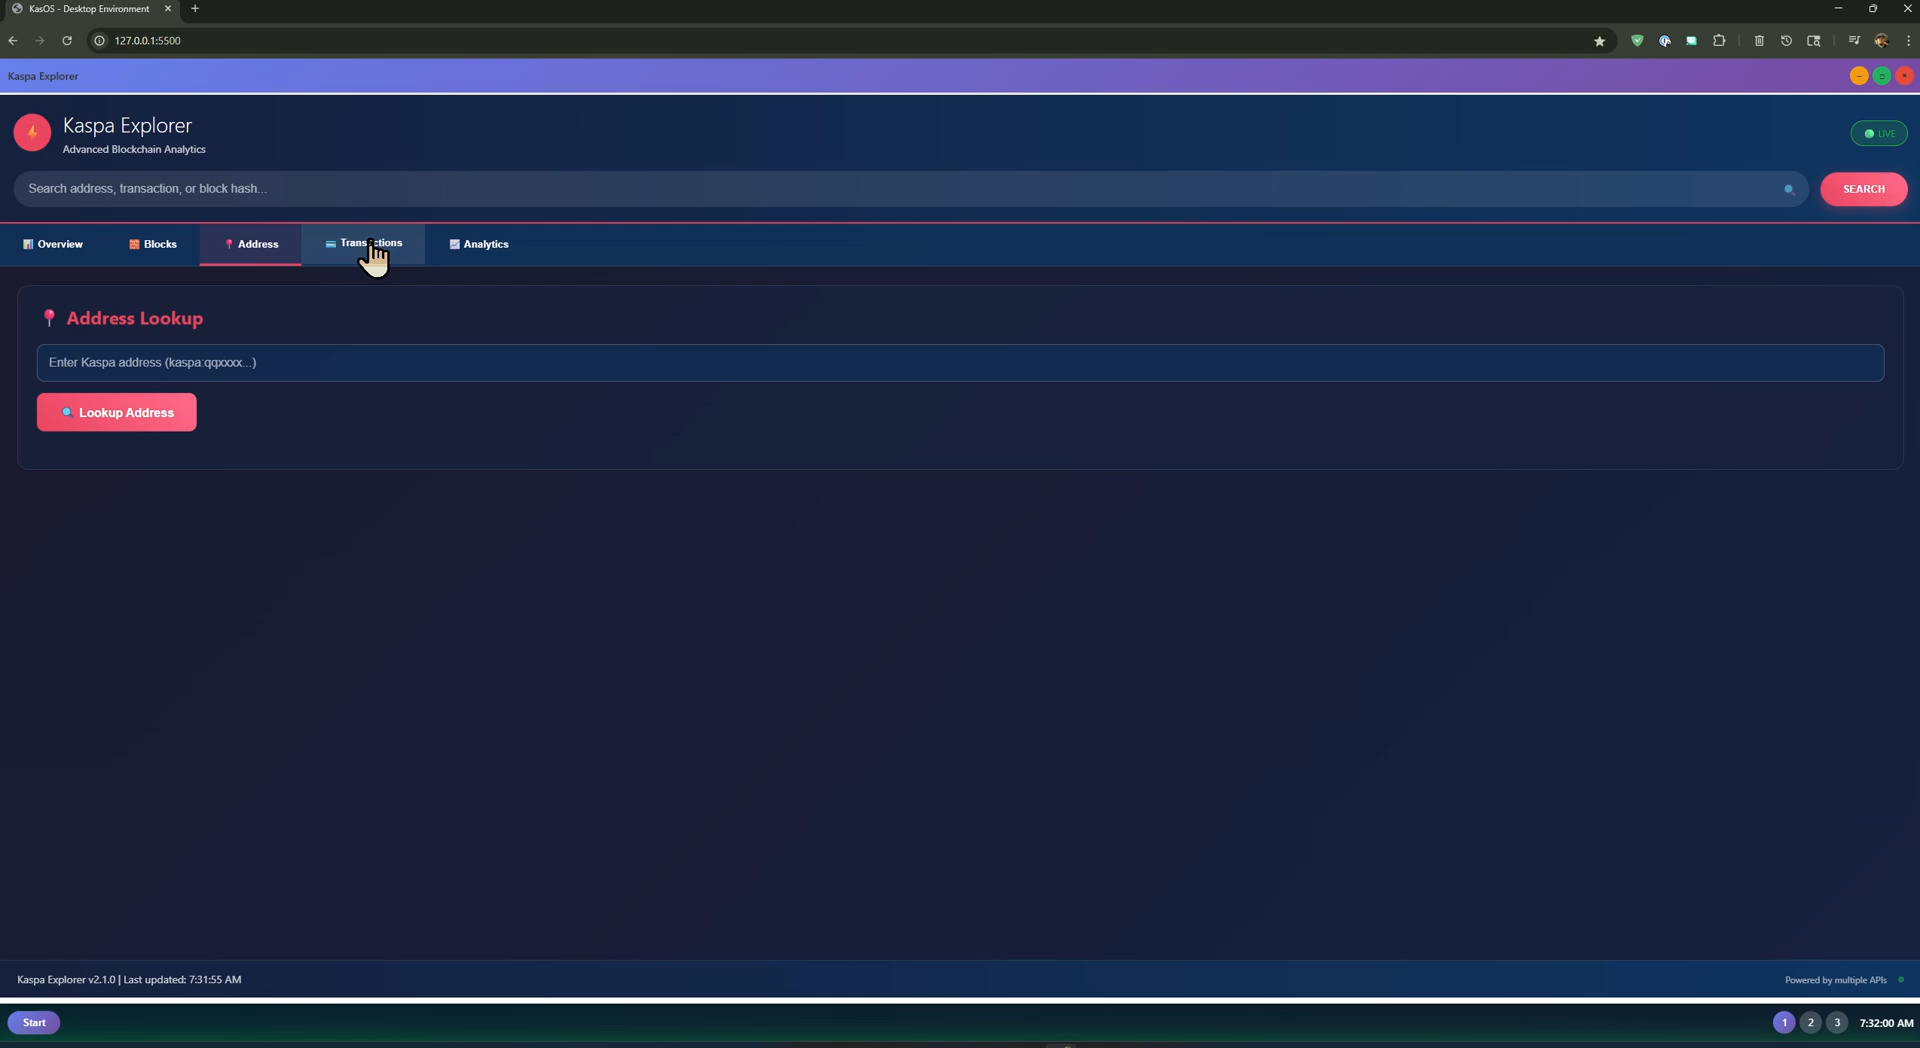 KasOS - Desktop Environment
127.0.0.1:5500
Kaspa Explorer
Kaspa Explorer
Advanced Blockchain Analytics
LIVE
Search address, transaction, or block hash...
SEARCH
Overview Blocks Address Transactions Analytics
Address Lookup
Enter Kaspa address (kaspa:qqxxxx...)
Lookup Address
Kaspa Explorer v2.1.0 | Last updated: 7:31:55 AM
Powered by multiple APIs
Start
1 2 3 7:32:00 AM